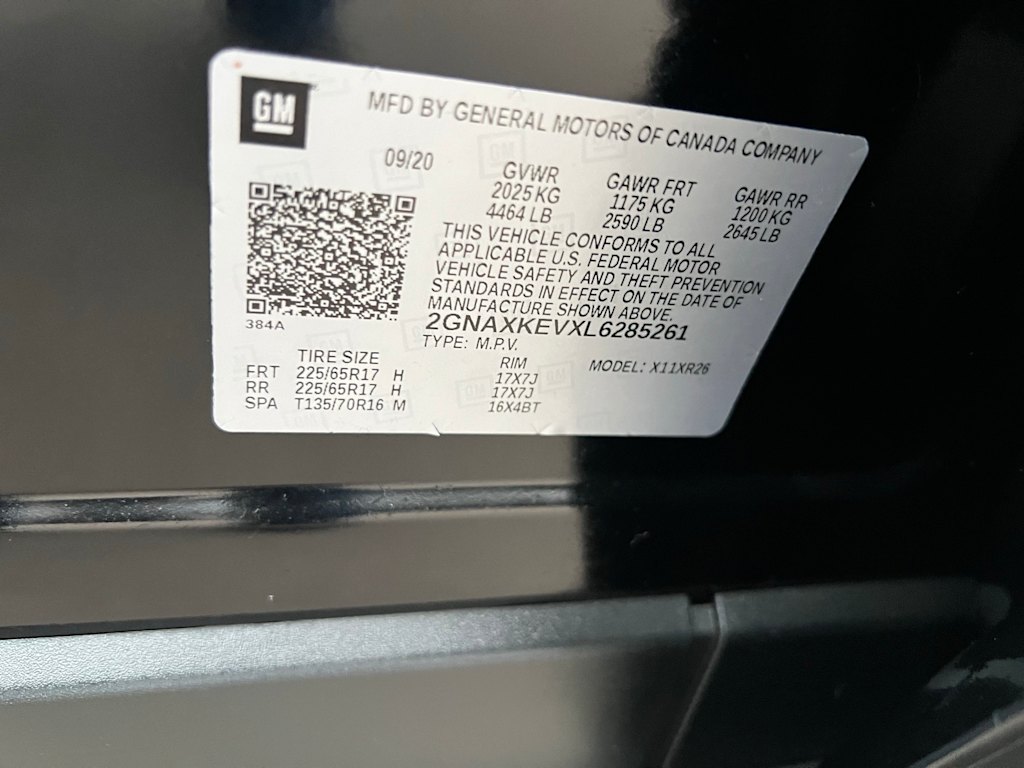 GM
MFD BY GENERAL MOTORS OF CANADA COMPANY
09/20 GVWR GAWR FRT GAWR RR
2025 KG 1175 KG 1200 KG
4464 LB 2590 LB 2645 LB
THIS VEHICLE CONFORMS TO ALL
APPLICABLE U.S. FEDERAL MOTOR
VEHICLE SAFETY AND THEFT PREVENTION
STANDARDS IN EFFECT ON THE DATE OF
MANUFACTURE SHOWN ABOVE.
384A 2GNAXKEVXL6285261
TYPE: M.P.V. MODEL: X11XR26
TIRE SIZE RIM
FRT 225/65R17 H 17X7J
RR 225/65R17 H 17X7J
SPA T135/70R16 M 16X4BT